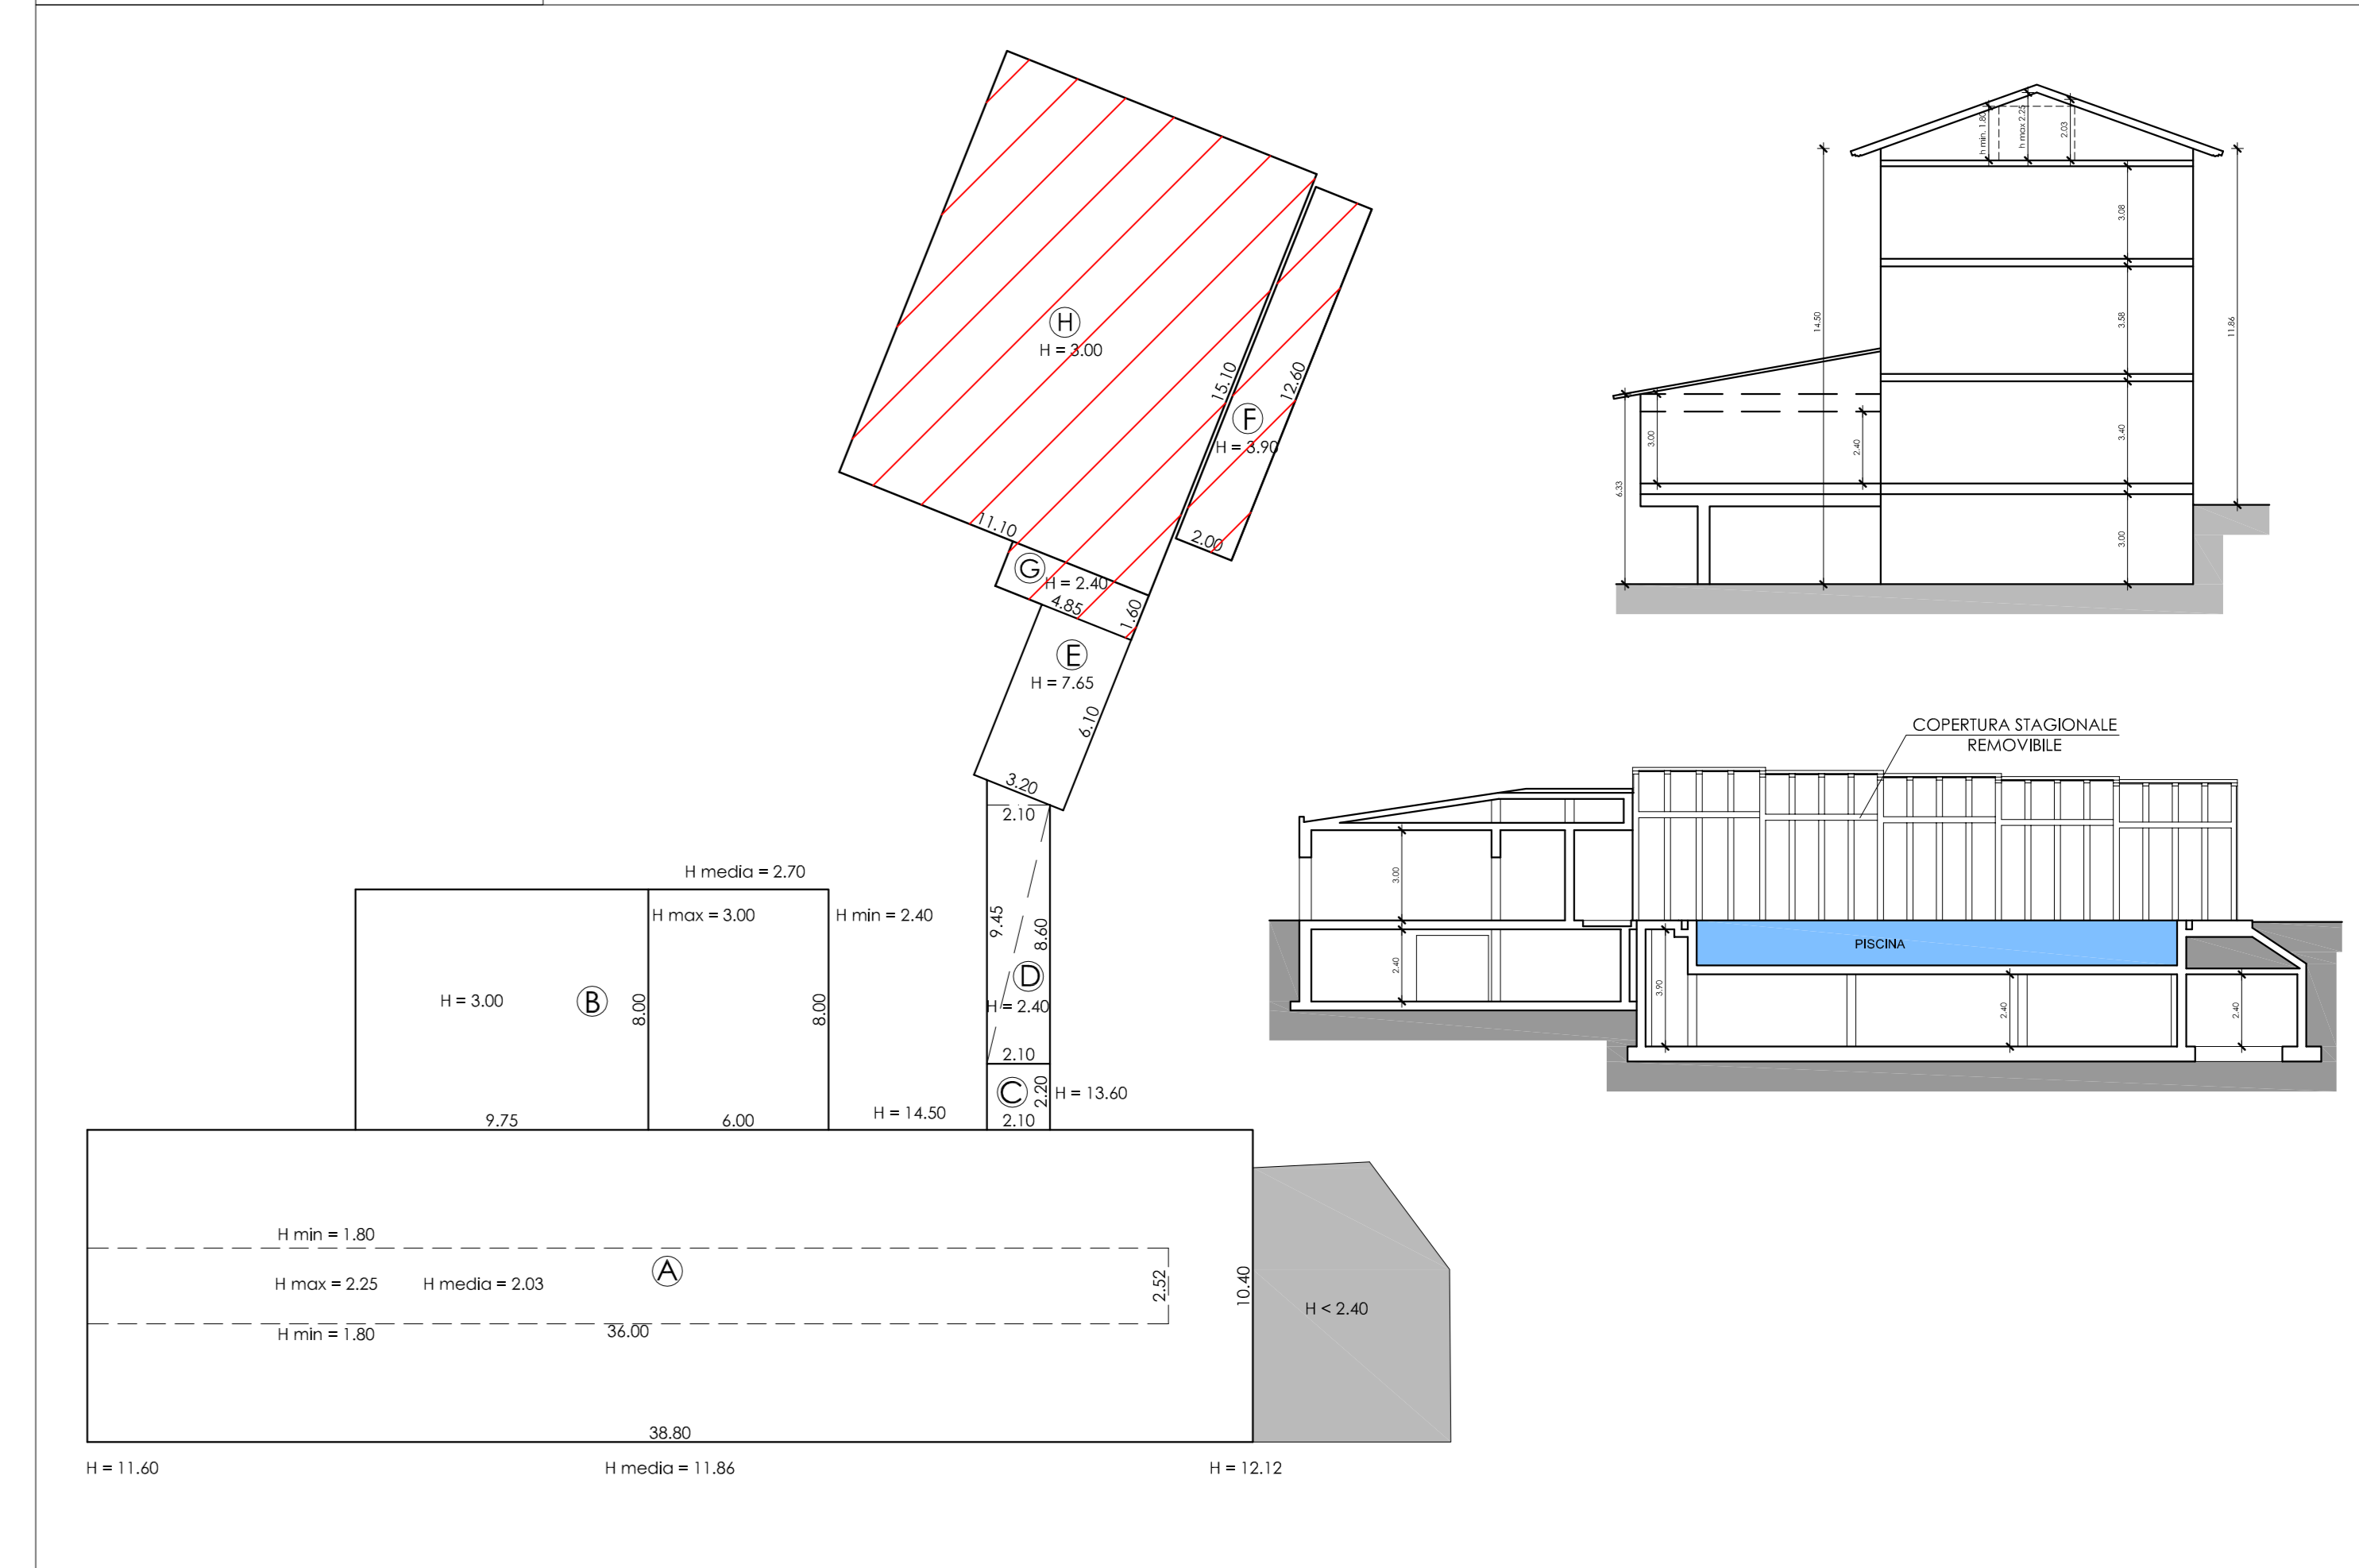 H
H = 3.00
15.10
12.60
F
H = 3.90
11.10
2.00
G
H = 2.40
4.85
1.60
E
H = 7.65
6.10
3.20
2.10
9.45
8.60
D
H = 2.40
2.10
C
2.20
H = 13.60
2.10
H media = 2.70
H max = 3.00
H min = 2.40
H = 3.00
B
8.00
8.00
9.75
6.00
H = 14.50
H min = 1.80
A
H max = 2.25
H media = 2.03
2.52
10.40
H < 2.40
H min = 1.80
36.00
38.80
H = 11.60
H media = 11.86
H = 12.12
h min. 1.80
h max 2.25
2.03
3.08
14.50
3.58
11.86
3.00
2.40
3.40
6.33
3.00
COPERTURA STAGIONALE
REMOVIBILE
3.00
PISCINA
2.40
3.90
2.40
2.40